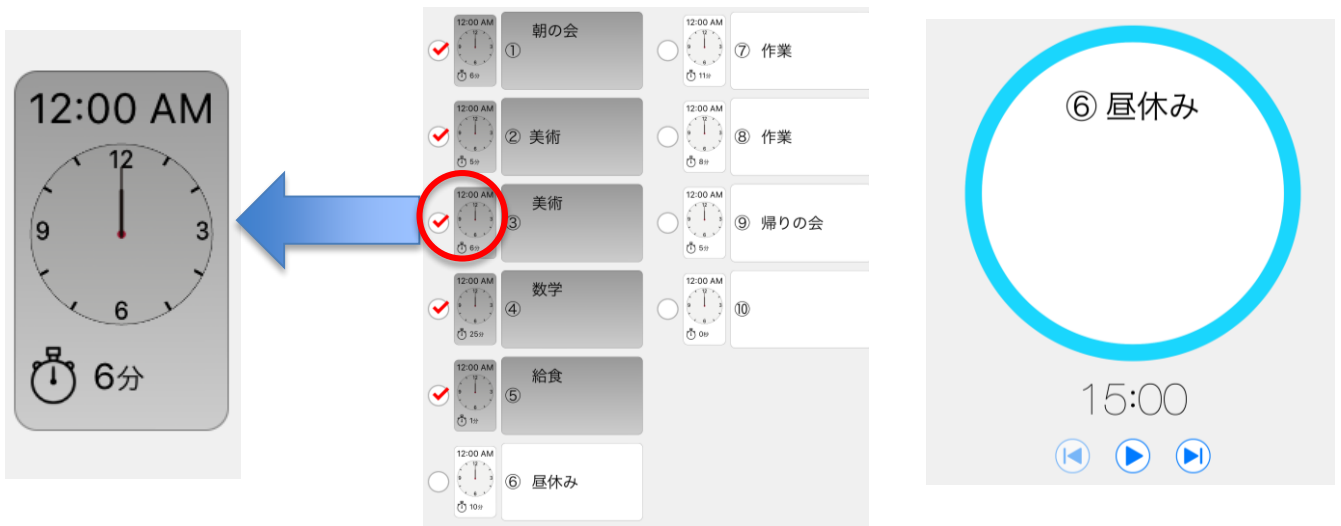 12:00 AM
12
9
3
6
6分
12:00 AM
① 朝の会
6分
12:00 AM
② 美術
5分
12:00 AM
③ 美術
6分
12:00 AM
④ 数学
25分
12:00 AM
⑤ 給食
1分
12:00 AM
⑥ 昼休み
10分
12:00 AM
⑦ 作業
11分
12:00 AM
⑧ 作業
8分
12:00 AM
⑨ 帰りの会
5分
12:00 AM
⑩
0分
⑥ 昼休み
15:00